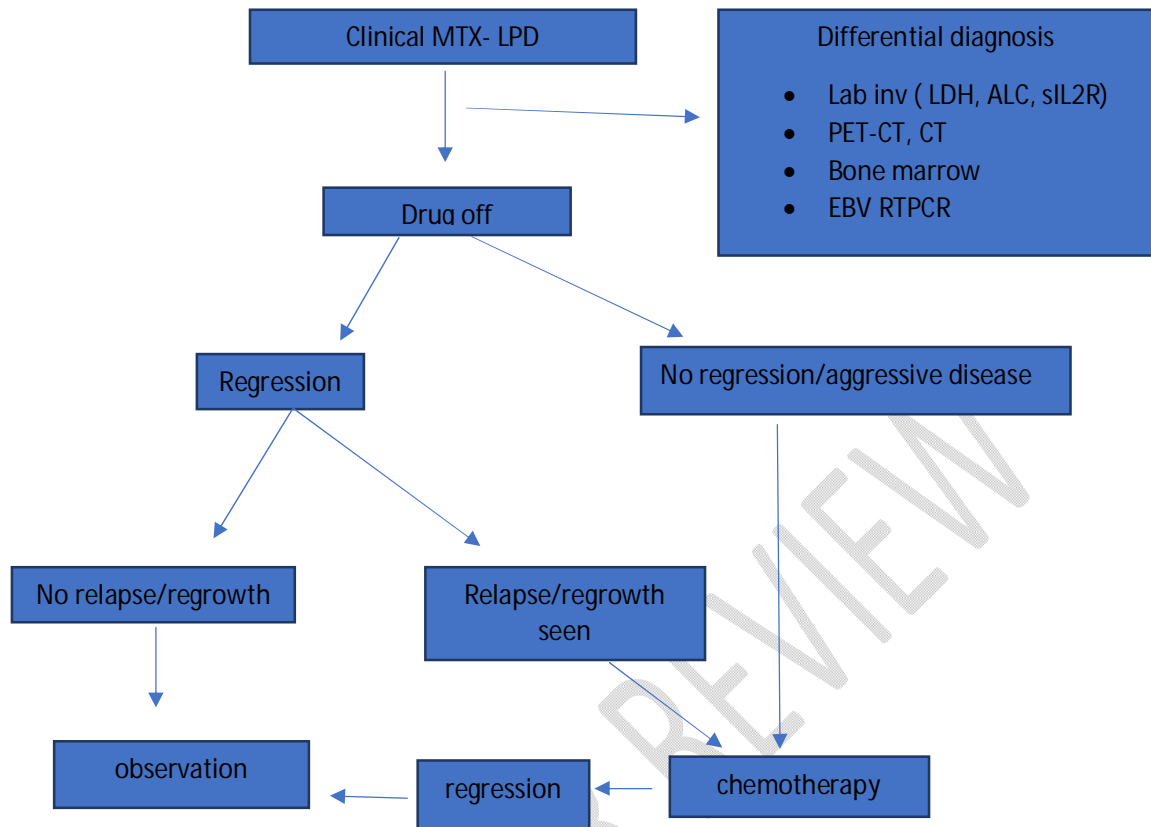 Clinical MTX- LPD
Differential diagnosis
• Lab inv ( LDH, ALC, sIL2R)
• PET-CT, CT
• Bone marrow
• EBV RTPCR
Drug off
Regression
No regression/aggressive disease
No relapse/regrowth
Relapse/regrowth
seen
observation
regression
chemotherapy
REVIEW